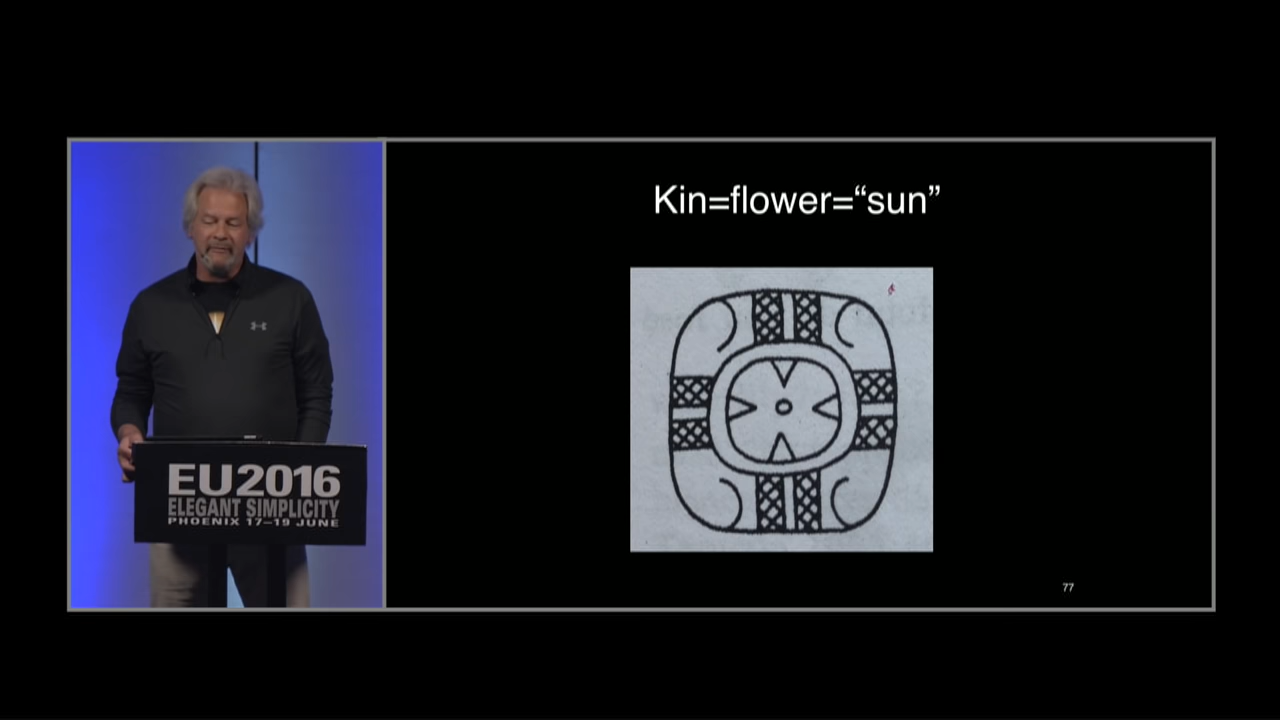 Kin=flower=“sun”
EU2016
ELEGANT SIMPLICITY
PHOENIX 17–19 JUNE
77